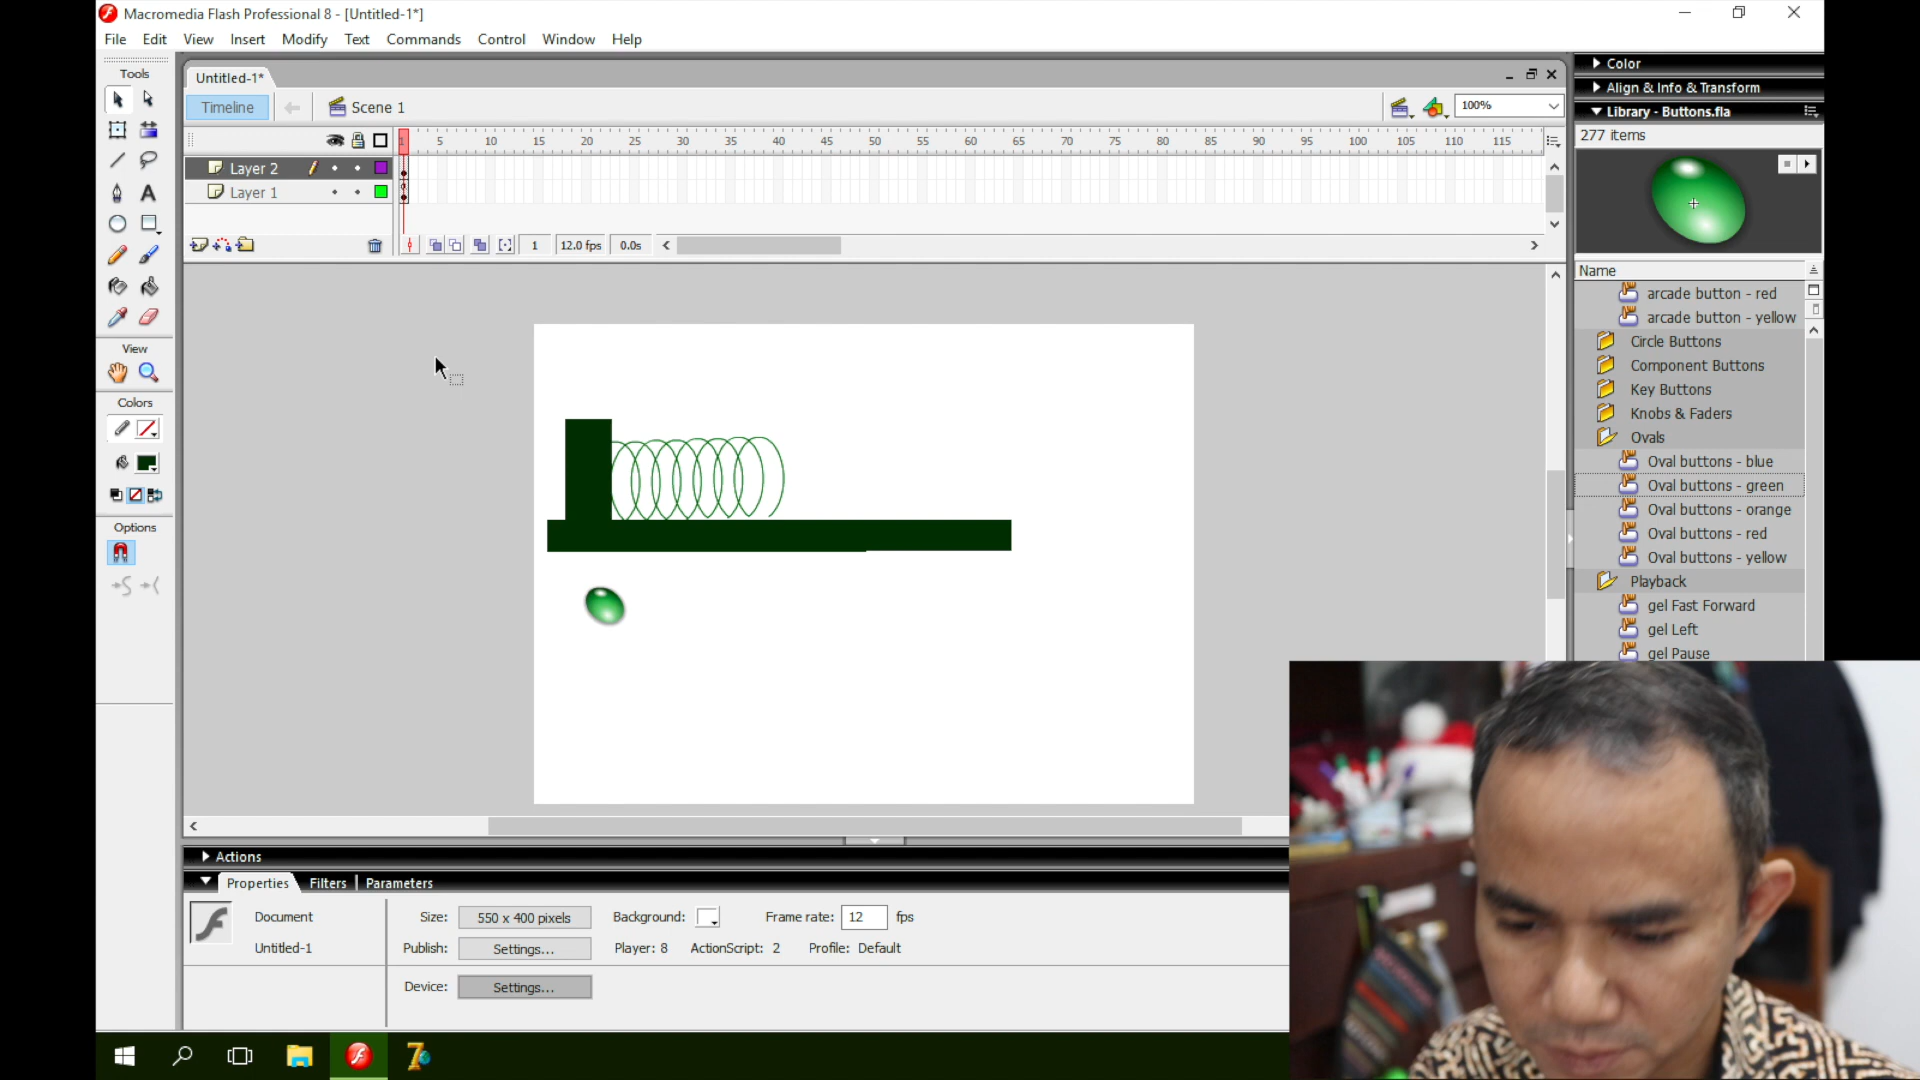 Macromedia Flash Professional 8 - [Untitled-1*]
File Edit View Insert Modify Text Commands Control Window Help
Tools
View
Colors
Options
Untitled-1*
Timeline
Scene 1
100%
1 5 10 15 20 25 30 35 40 45 50 55 60 65 70 75 80 85 90 95 100 105 110 115
Layer 2
Layer 1
1 12.0 fps 0.0s
Color
Align & Info & Transform
Library - Buttons.fla
277 items
Name
arcade button - red
arcade button - yellow
Circle Buttons
Component Buttons
Key Buttons
Knobs & Faders
Ovals
Oval buttons - blue
Oval buttons - green
Oval buttons - orange
Oval buttons - red
Oval buttons - yellow
Playback
gel Fast Forward
gel Left
gel Pause
Actions
Properties Filters Parameters
Document
Untitled-1
Size: 550 x 400 pixels Background: Frame rate: 12 fps
Publish: Settings... Player: 8 ActionScript: 2 Profile: Default
Device: Settings...